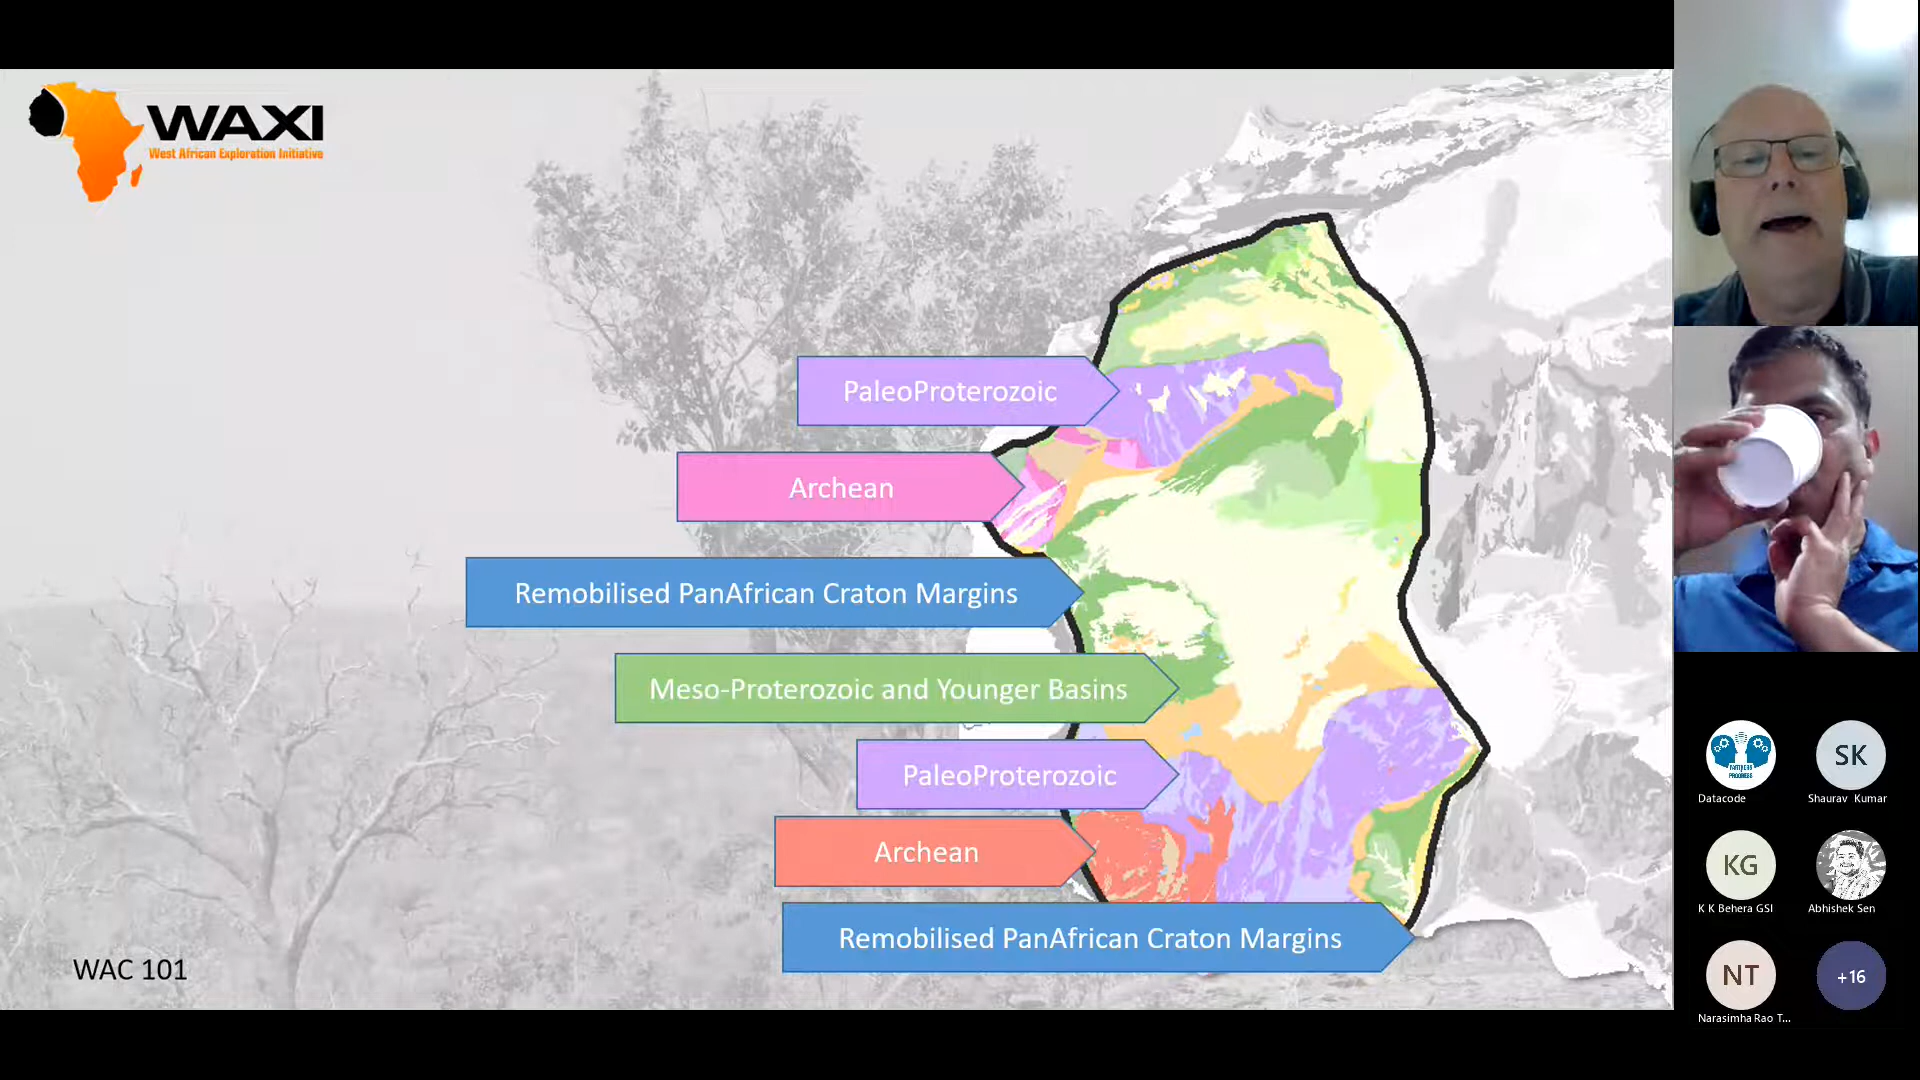 WAXI
West African Exploration Initiative
PaleoProterozoic
Archean
Remobilised PanAfrican Craton Margins
Meso-Proterozoic and Younger Basins
PaleoProterozoic
Archean
Remobilised PanAfrican Craton Margins
WAC 101
Datacode
SK
Shaurav Kumar
KG
K K Behera GSI
Abhishek Sen
NT
Narasimha Rao T...
+16